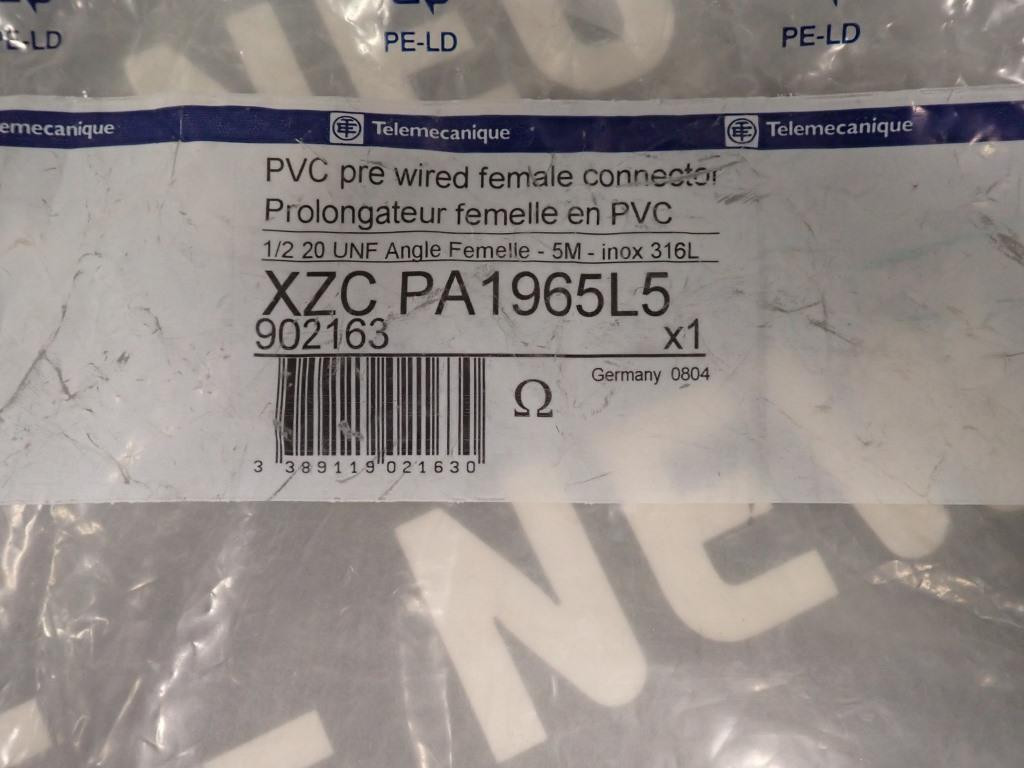 PE-LD PE-LD PE-LD
Telemecanique Telemecanique Telemecanique
PVC pre wired female connector
Prolongateur femelle en PVC
1/2 20 UNF Angle Femelle - 5M - inox 316L
XZC PA1965L5
902163 x1
Germany 0804
Ω
3 389119 021630
NEW